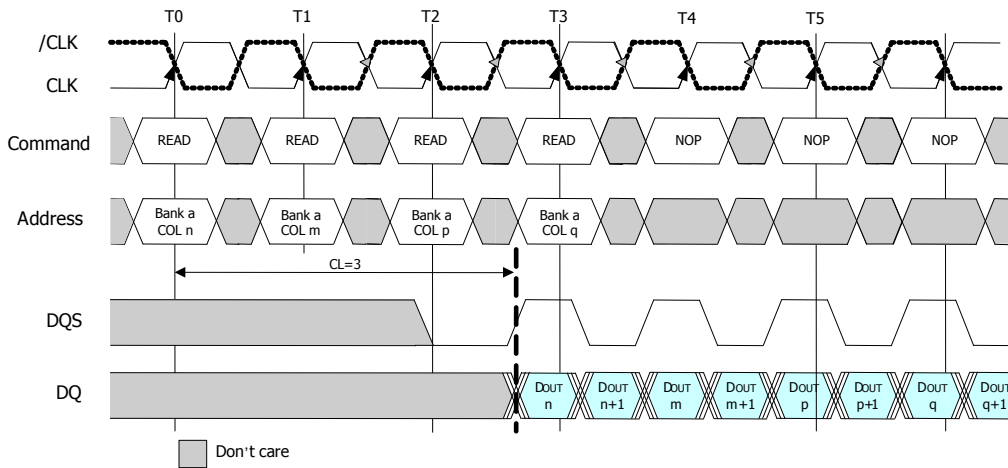 T0 T1 T2 T3 T4 T5
/CLK
CLK
Command READ READ READ READ NOP NOP NOP
Address Bank a COL n Bank a COL m Bank a COL p Bank a COL q
CL=3
DQS
DQ DOUT n DOUT n+1 DOUT m DOUT m+1 DOUT p DOUT p+1 DOUT q DOUT q+1
Don't care